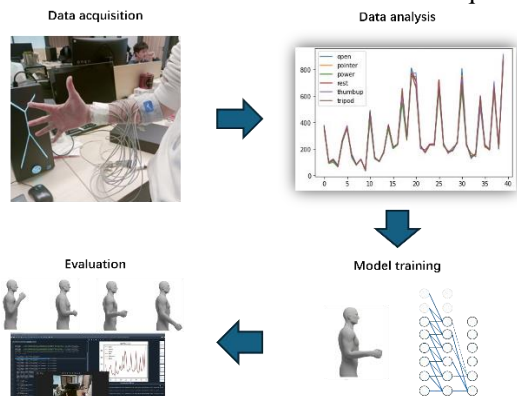 Data acquisition
Data analysis
open
pointer
power
rest
thumbup
tripod
800
600
400
200
0
0 5 10 15 20 25 30 35 40
Evaluation
Model training